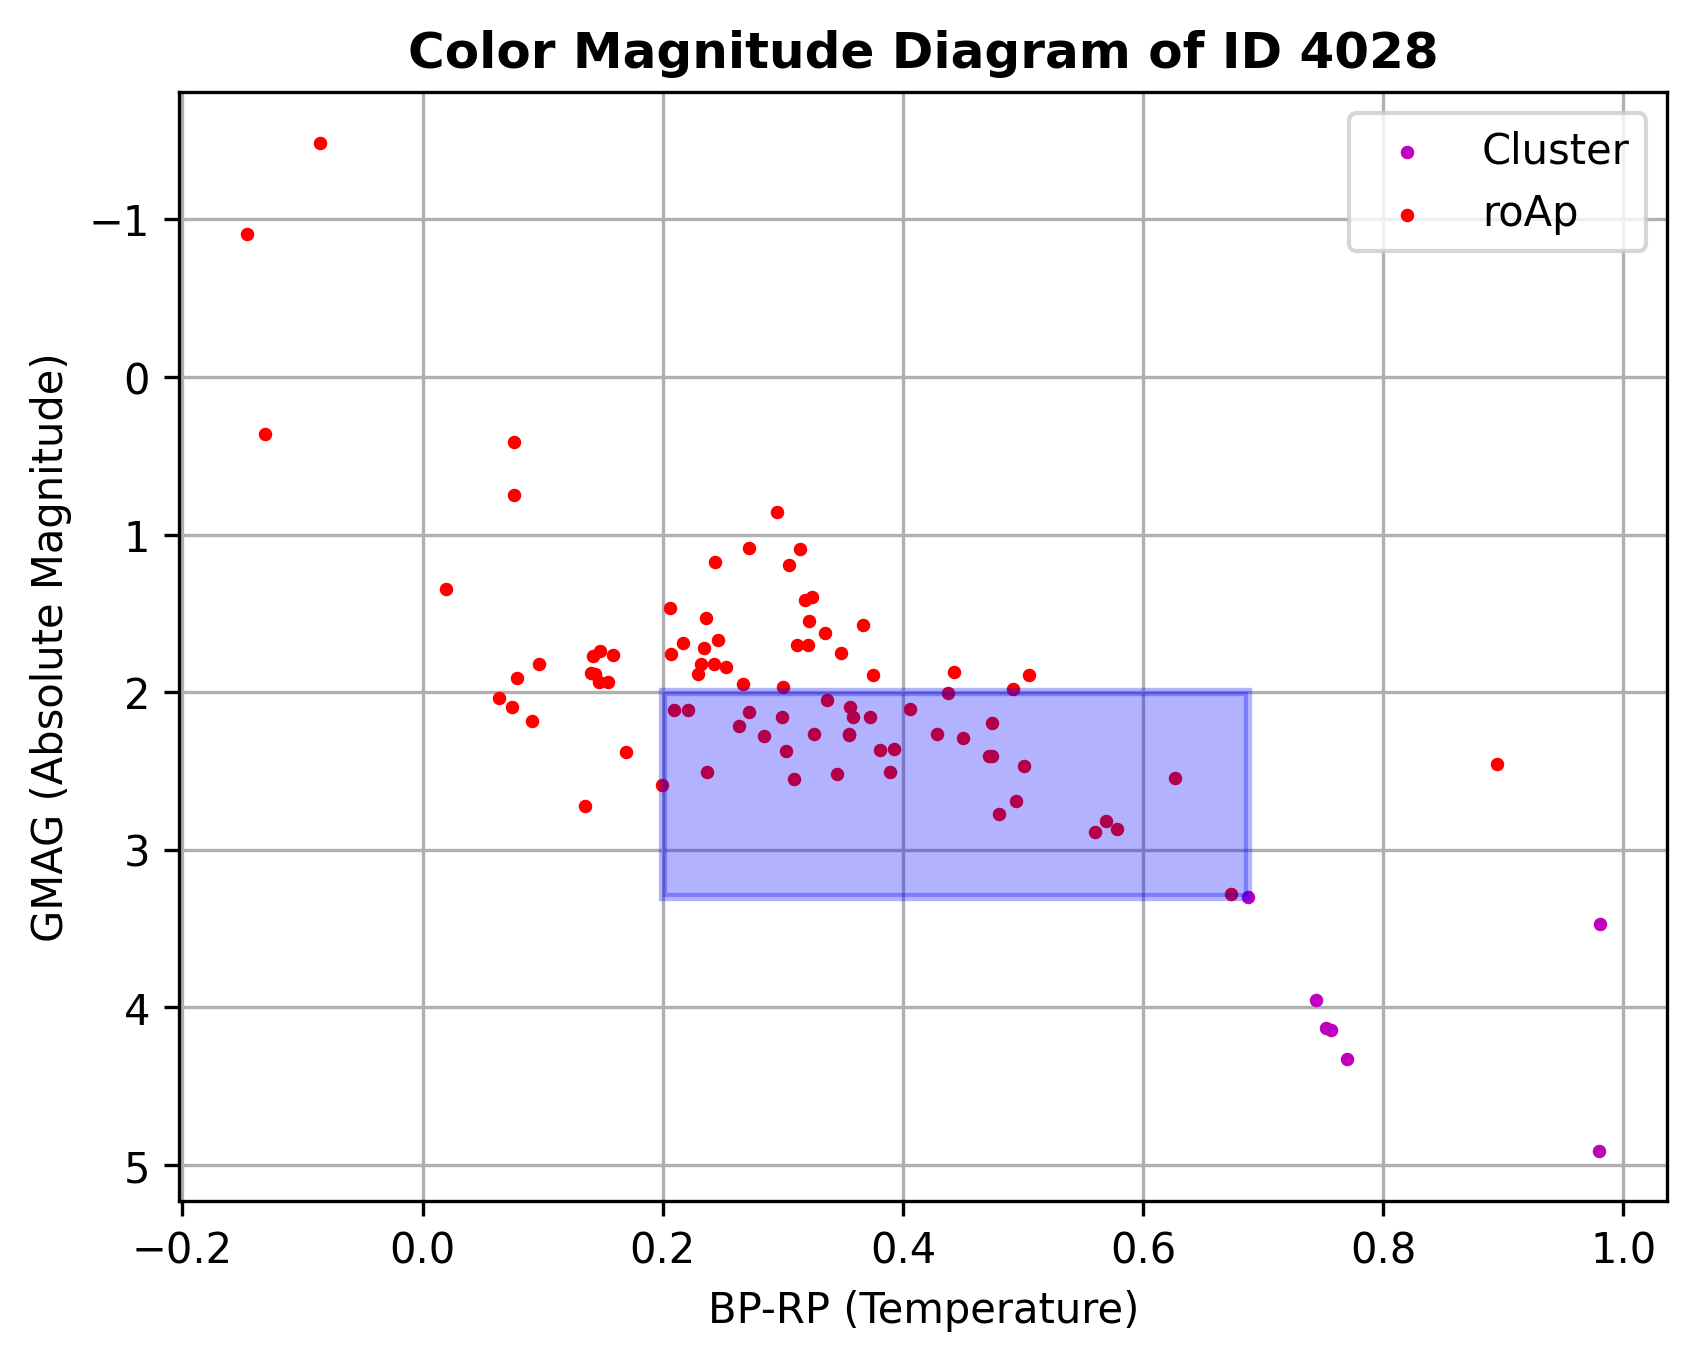 Color Magnitude Diagram of ID 4028
Cluster
roAp
GMAG (Absolute Magnitude)
−1
0
1
2
3
4
5
−0.2
0.0
0.2
0.4
0.6
0.8
1.0
BP-RP (Temperature)